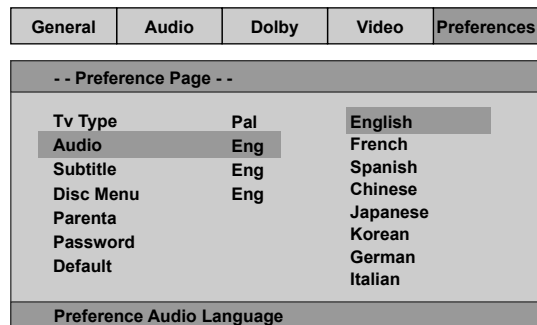 General Audio Dolby Video Preferences
- - Preference Page - -
Tv Type Pal English
Audio Eng French
Subtitle Eng Spanish
Disc Menu Eng Chinese
Parenta Japanese
Password Korean
Default German
Italian
Preference Audio Language